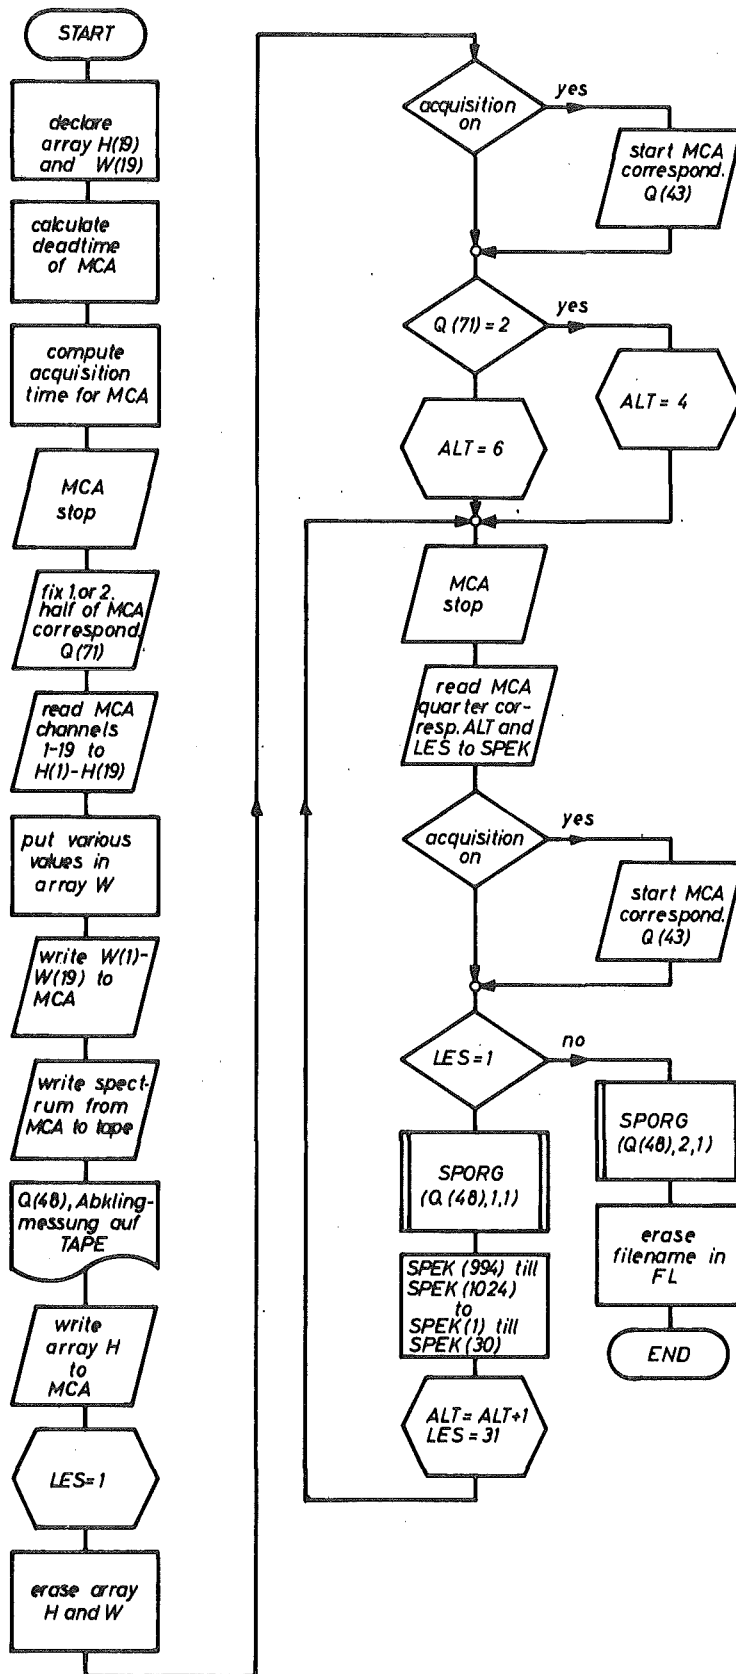 START
declare
array H(19)
and W(19)
calculate
deadtime
of MCA
compute
acquisition
time for MCA
MCA
stop
fix 1. or 2.
half of MCA
correspond.
Q(71)
read MCA
channels
1-19 to
H(1)-H(19)
put various
values in
array W
write W(1)-
W(19) to
MCA
write spect-
rum from
MCA to tape
Q(48), Abkling-
messung auf
TAPE
write
array H
to
MCA
LES=1
erase array
H and W
acquisition
on
yes
start MCA
correspond.
Q(43)
Q(71)=2
yes
ALT=4
ALT=6
MCA
stop
read MCA
quarter cor-
resp. ALT and
LES to SPEK
acquisition
on
yes
start MCA
correspond.
Q(43)
LES=1
no
SPORG
(Q(48),2,1)
SPORG
(Q(48),1,1)
erase
filename in
FL
SPEK(994) till
SPEK(1024)
to
SPEK(1) till
SPEK(30)
END
ALT=ALT+1
LES=31